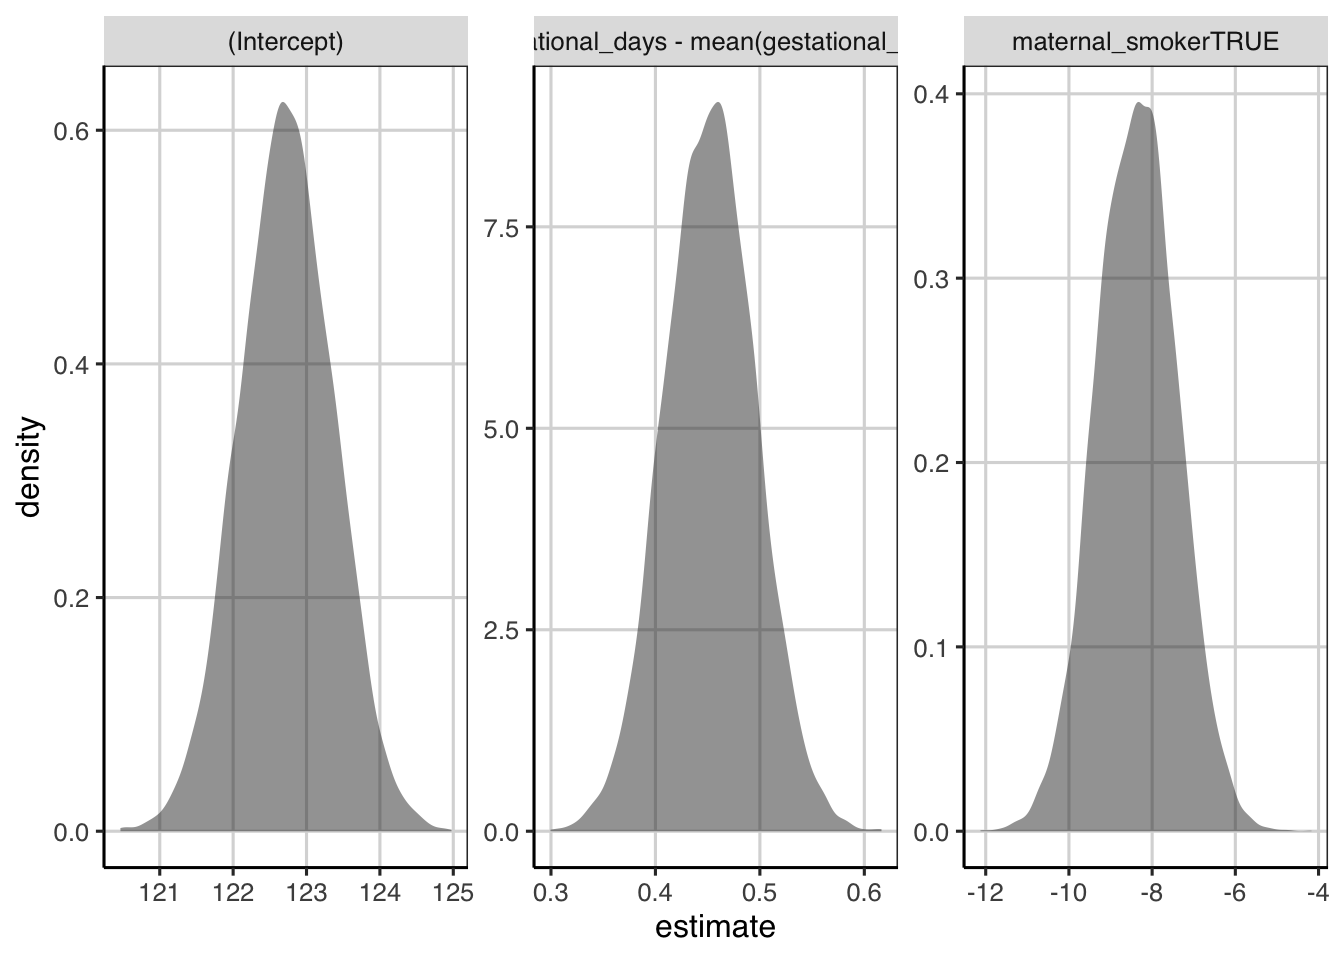 (Intercept)
ational_days - mean(gestational_
maternal_smokerTRUE
density
0.6
0.4
0.2
0.0
7.5
5.0
2.5
0.0
0.4
0.3
0.2
0.1
0.0
121 122 123 124 125
0.3 0.4 0.5 0.6
-12 -10 -8 -6 -4
estimate